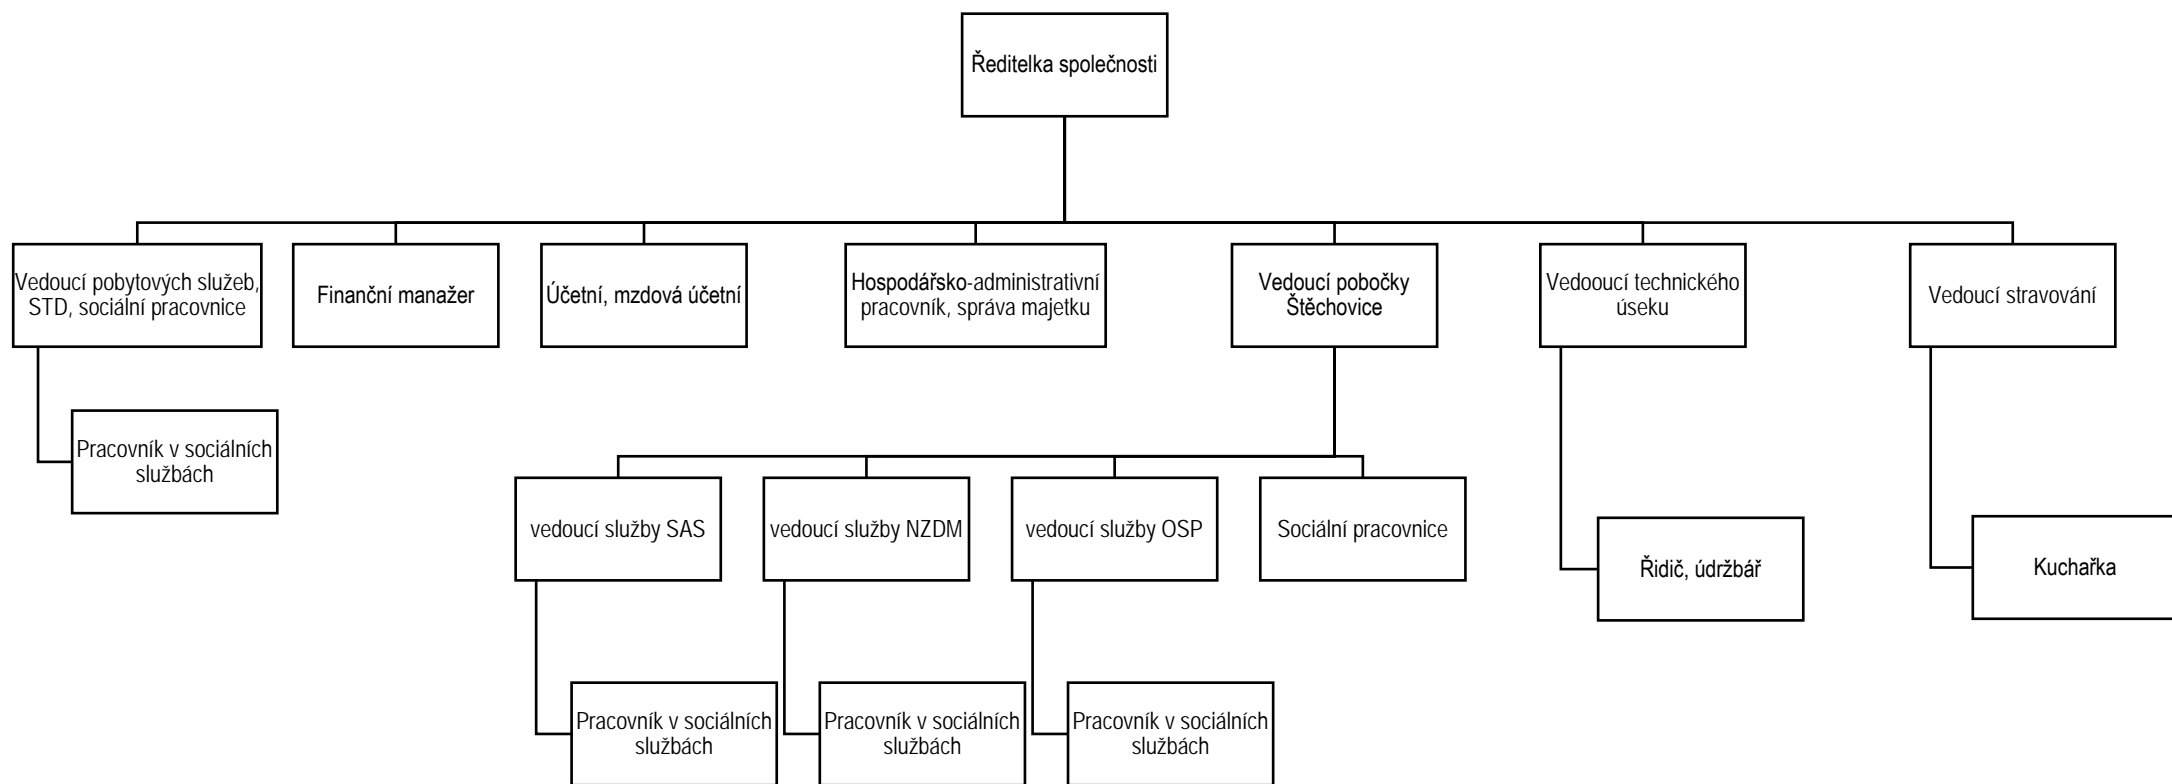 Ředitelka společnosti
Vedoucí pobytových služeb,
STD, sociální pracovnice
Finanční manažer
Účetní, mzdová účetní
Hospodářsko-administrativní
pracovník, správa majetku
Vedoucí pobočky
Štěchovice
Vedooucí technického
úseku
Vedoucí stravování
Pracovník v sociálních
službách
vedoucí služby SAS
vedoucí služby NZDM
vedoucí služby OSP
Sociální pracovnice
Řidič, údržbář
Kuchařka
Pracovník v sociálních
službách
Pracovník v sociálních
službách
Pracovník v sociálních
službách